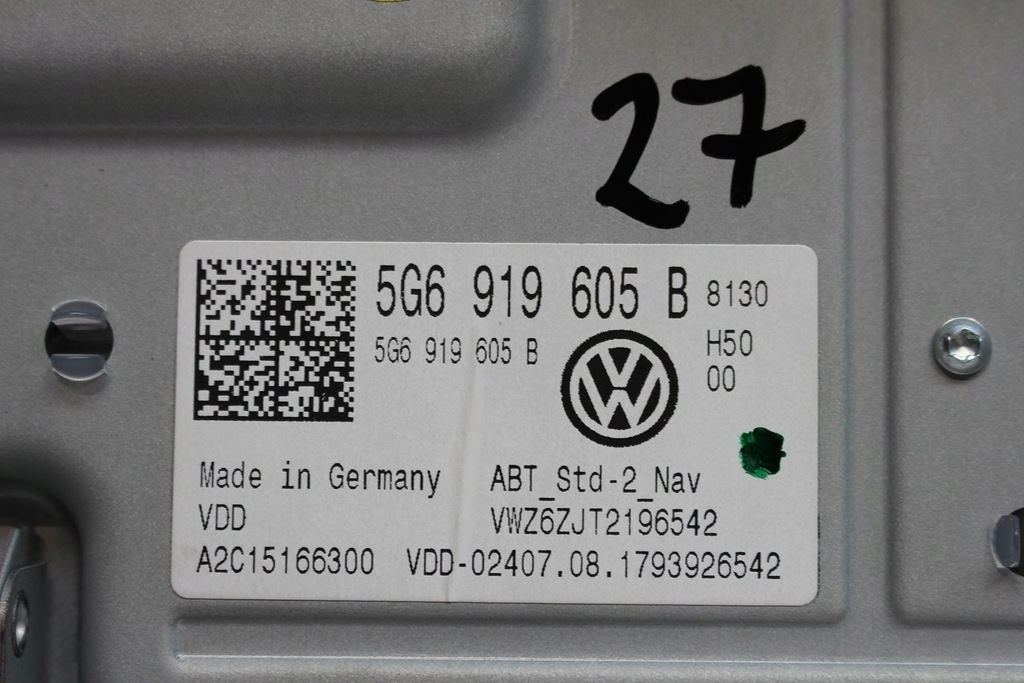 27
5G6 919 605 B 8130
5G6 919 605 B H50
00
Made in Germany ABT_Std-2_Nav
VDD VWZ6ZJT2196542
A2C15166300 VDD-02407.08.1793926542